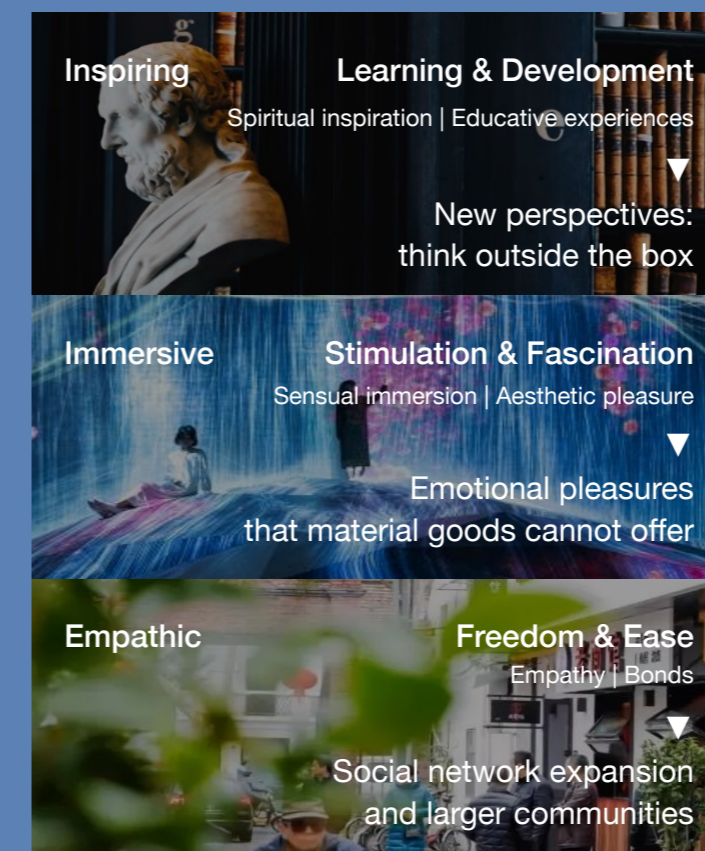 Inspiring
Learning & Development
Spiritual inspiration | Educative experiences
▼
New perspectives:
think outside the box
Immersive
Stimulation & Fascination
Sensual immersion | Aesthetic pleasure
▼
Emotional pleasures
that material goods cannot offer
Empathic
Freedom & Ease
Empathy | Bonds
▼
Social network expansion
and larger communities